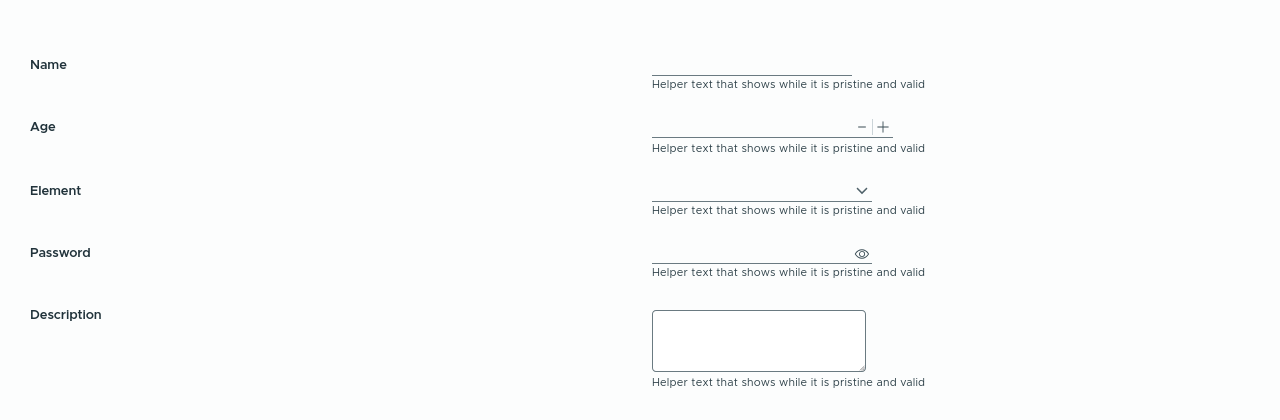 Name
Helper text that shows while it is pristine and valid
Age
Helper text that shows while it is pristine and valid
Element
Helper text that shows while it is pristine and valid
Password
Helper text that shows while it is pristine and valid
Description
Helper text that shows while it is pristine and valid